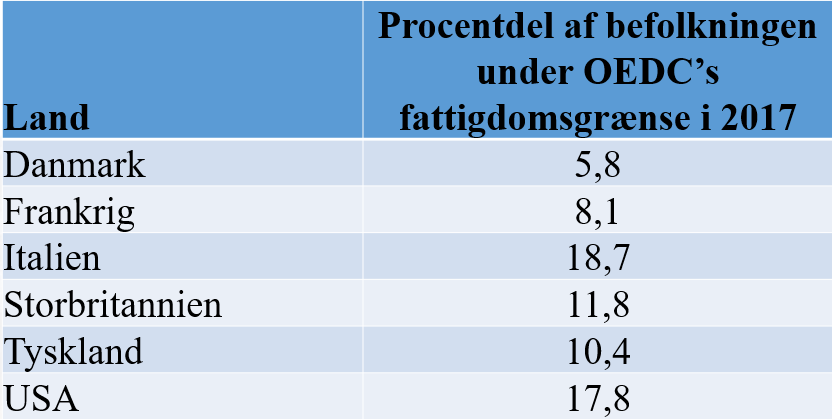 Land
Procentdel af befolkningen
under OEDC’s
fattigdomsgrænse i 2017
Danmark 5,8
Frankrig 8,1
Italien 18,7
Storbritannien 11,8
Tyskland 10,4
USA 17,8